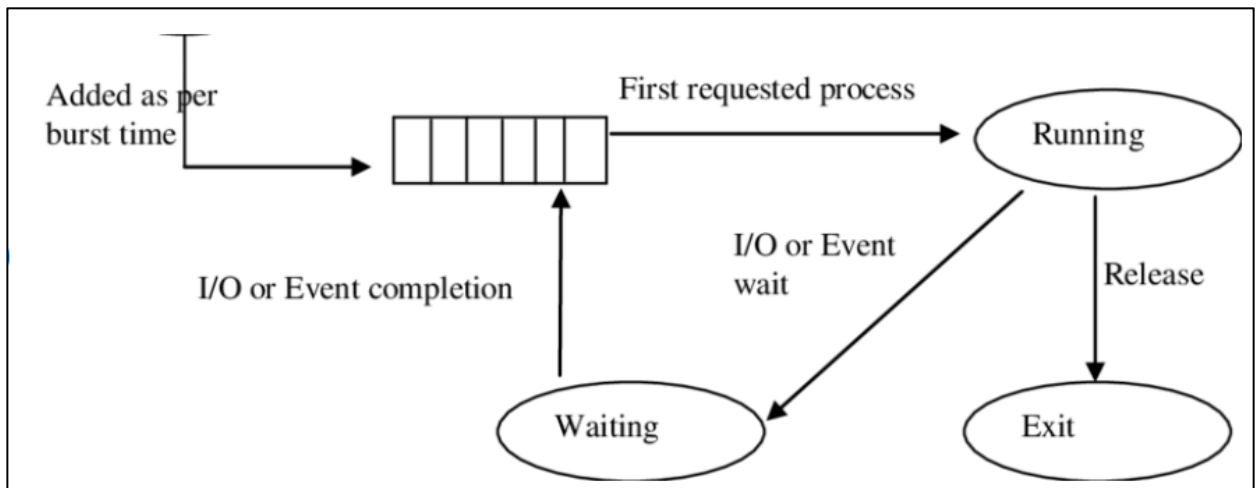 Added as per
burst time
First requested process
Running
I/O or Event
wait
Release
I/O or Event completion
Waiting
Exit